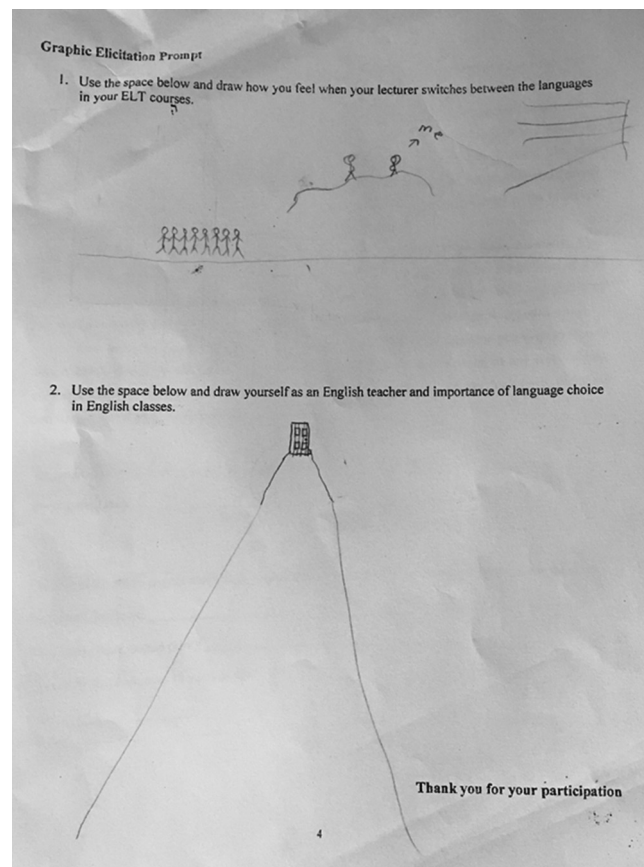 Graphic Elicitation Prompt
1. Use the space below and draw how you feel when your lecturer switches between the languages
in your ELT courses.
me
2. Use the space below and draw yourself as an English teacher and importance of language choice
in English classes.
Thank you for your participation
4